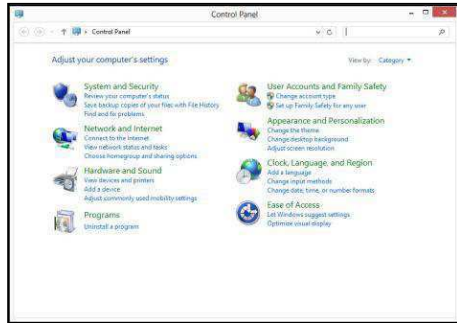 Control Panel
Control Panel
Adjust your computer's settings
View by: Category
System and Security
Review your computer's status
Save backup copies of your files with File History
Find and fix problems
Network and Internet
Connect to the Internet
View network status and tasks
Choose homegroup and sharing options
Hardware and Sound
View devices and printers
Add a device
Adjust commonly used mobility settings
Programs
Uninstall a program
User Accounts and Family Safety
Change account type
Set up Family Safety for any user
Appearance and Personalization
Change the theme
Change desktop background
Adjust screen resolution
Clock, Language, and Region
Add a language
Change input methods
Change date, time, or number formats
Ease of Access
Let Windows suggest settings
Optimize visual display